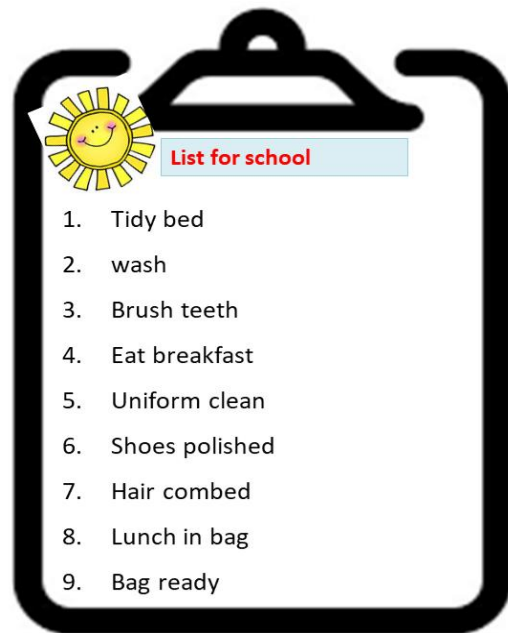 List for school
1. Tidy bed
2. wash
3. Brush teeth
4. Eat breakfast
5. Uniform clean
6. Shoes polished
7. Hair combed
8. Lunch in bag
9. Bag ready